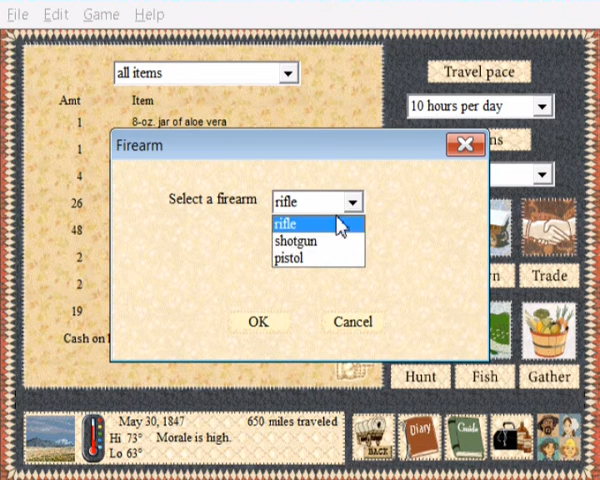 File Edit Game Help
all items
Travel pace
Amt Item
10 hours per day
1 8-oz. jar of aloe vera
1
4
26
48
2
2
19
Cash on
Firearm
Select a firearm rifle
rifle
shotgun
pistol
OK Cancel
Trade
Hunt Fish Gather
May 30, 1847 650 miles traveled
Hi 73° Morale is high.
Lo 63°
BACK
Diary
Guide